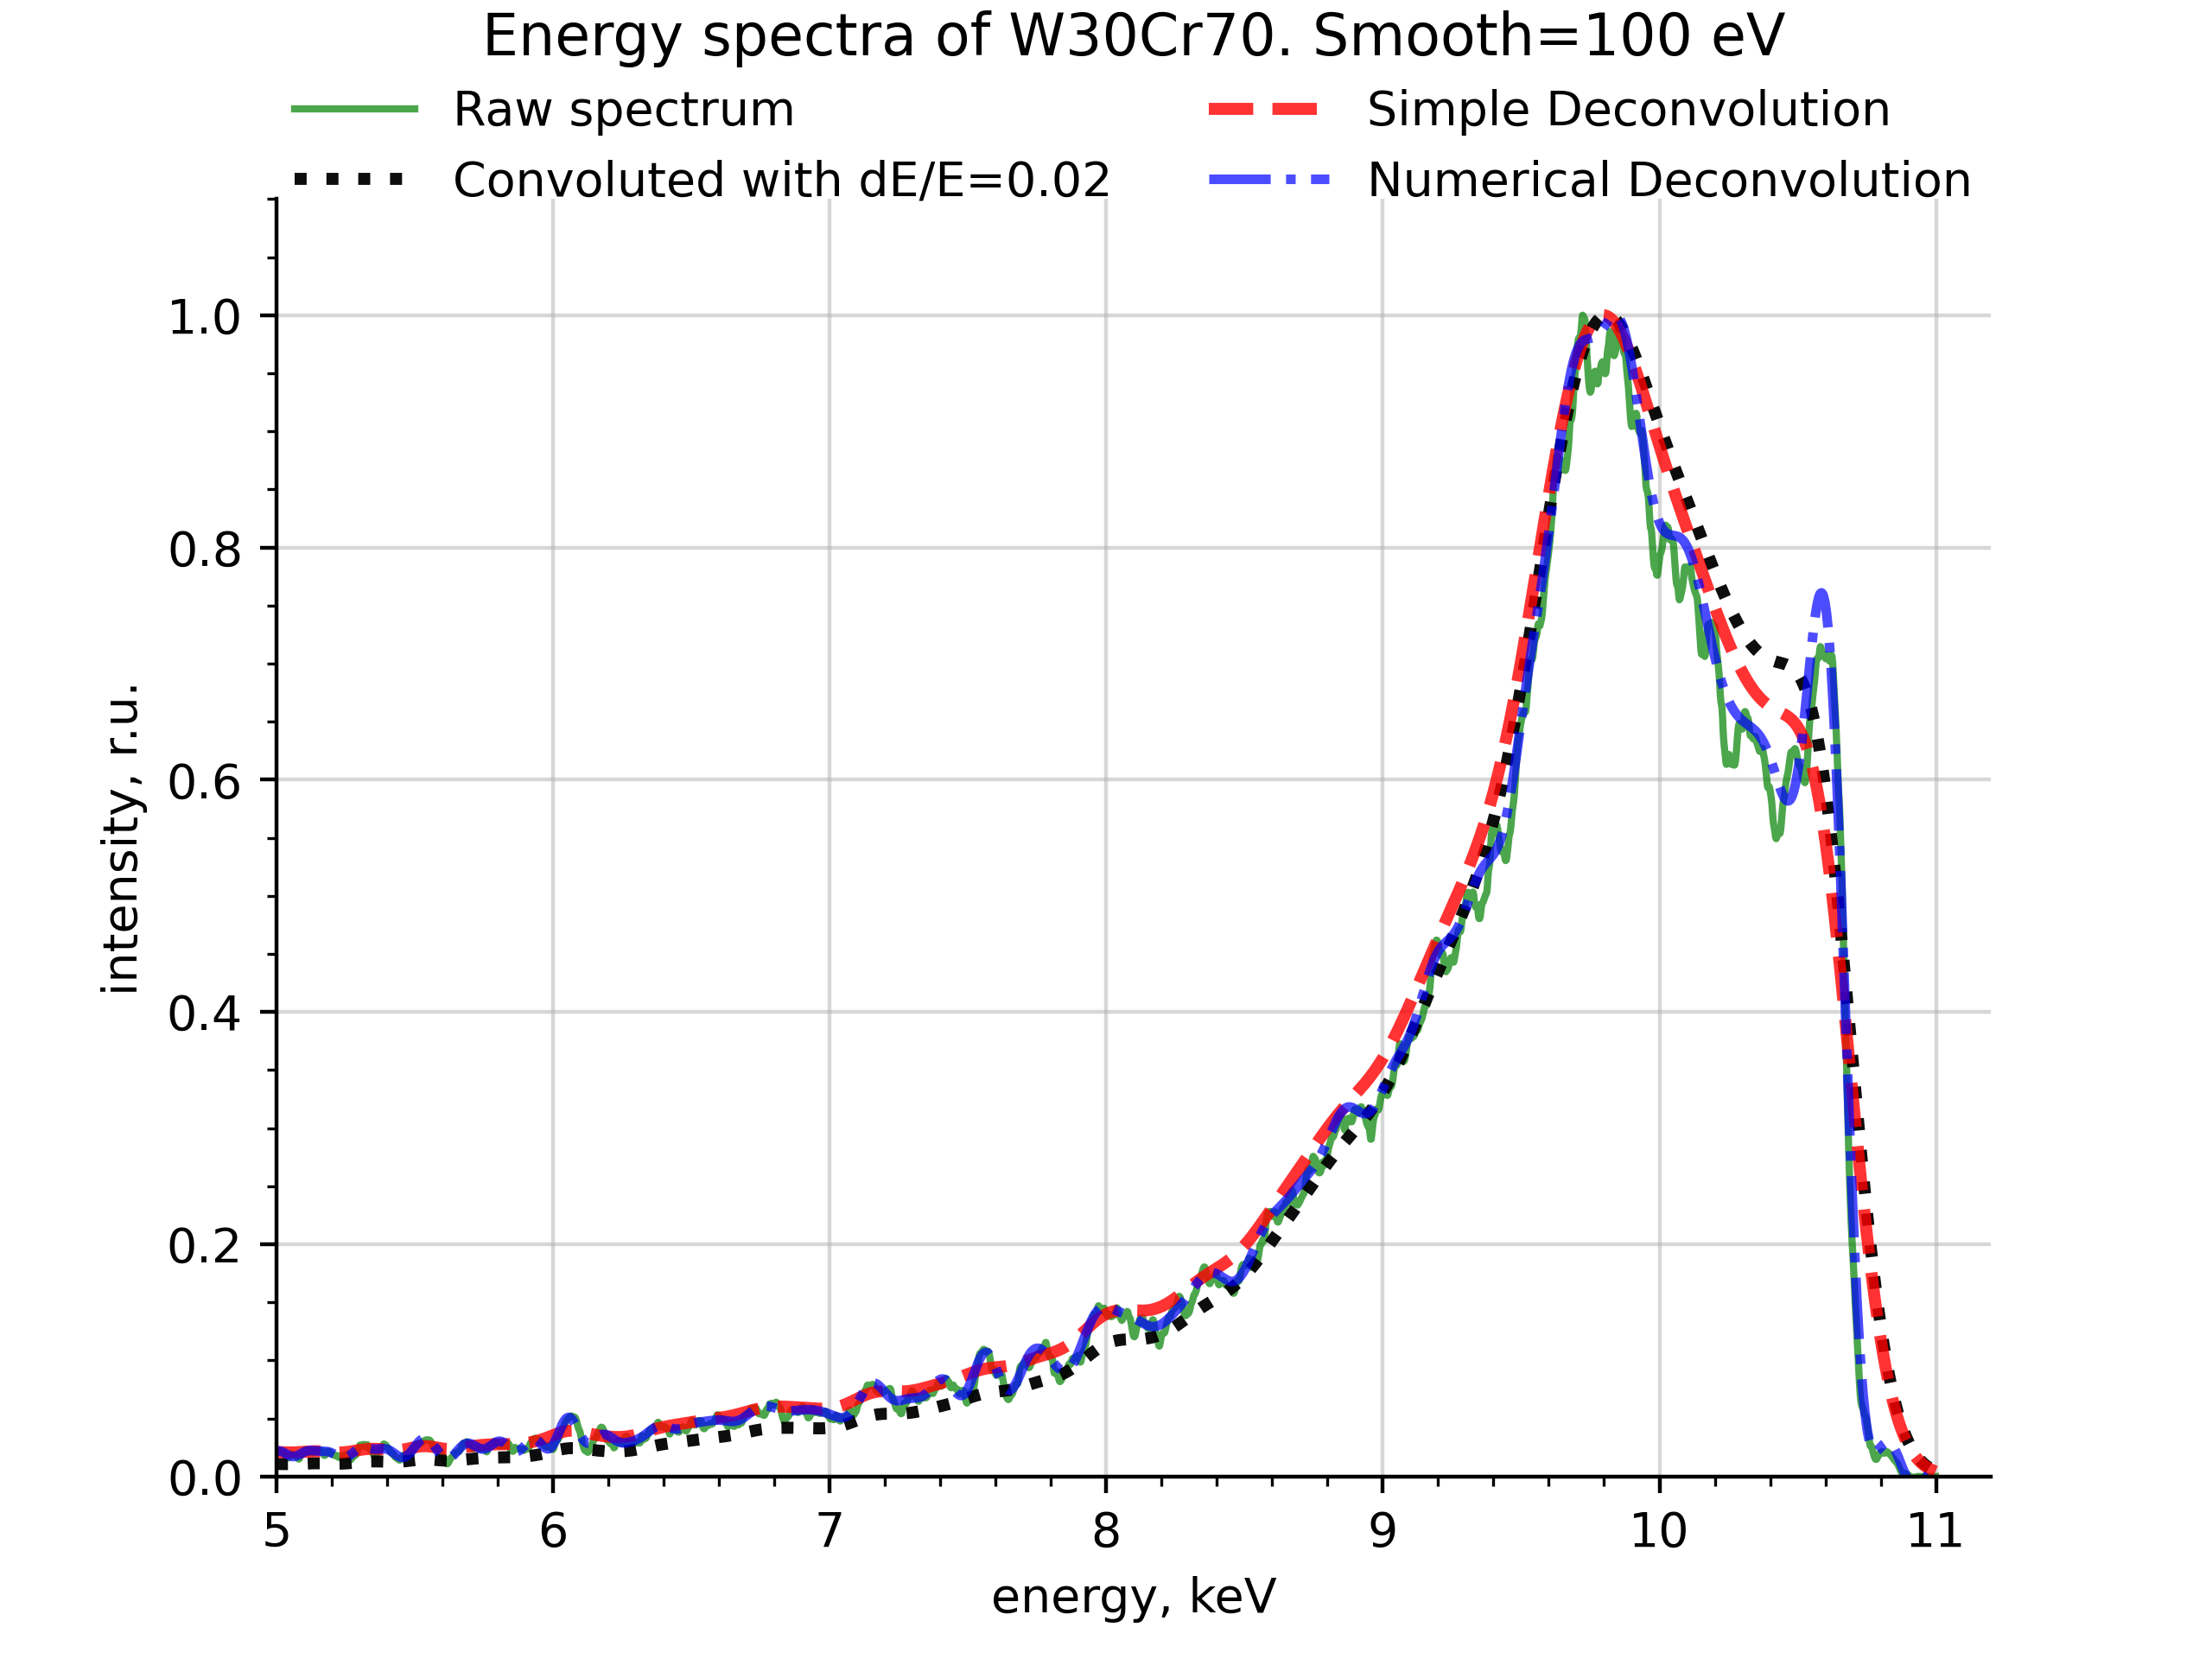 Energy spectra of W30Cr70. Smooth=100 eV
Raw spectrum
Convoluted with dE/E=0.02
Simple Deconvolution
Numerical Deconvolution
intensity, r.u.
1.0
0.8
0.6
0.4
0.2
0.0
5 6 7 8 9 10 11
energy, keV